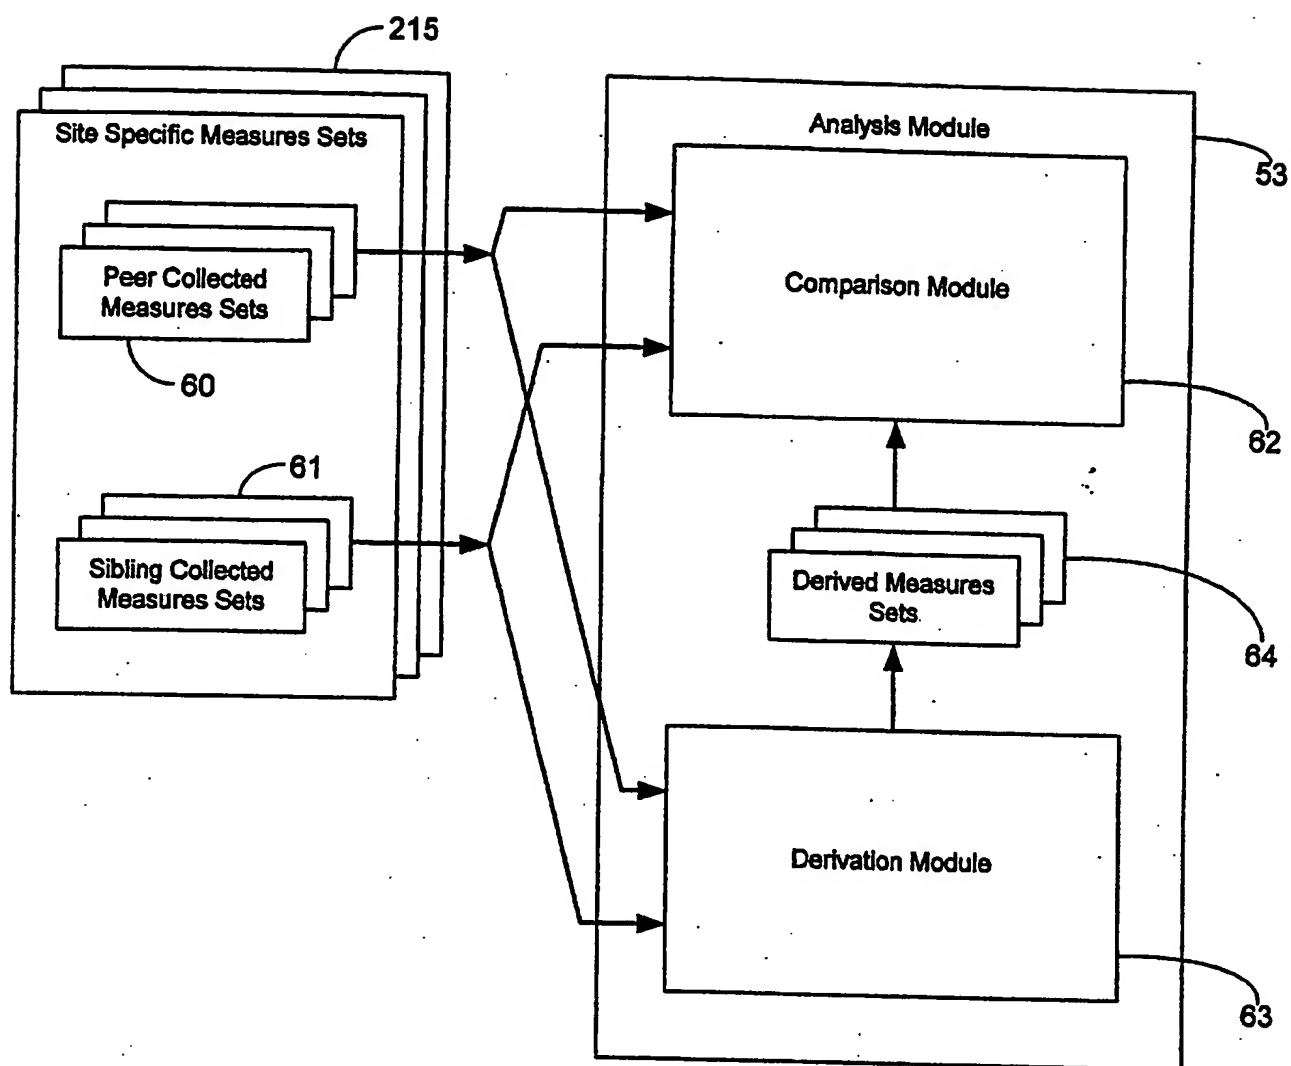 215
Site Specific Measures Sets
Peer Collected
Measures Sets
60
61
Sibling Collected
Measures Sets
Analysis Module
53
Comparison Module
62
Derived Measures
Sets
64
Derivation Module
63